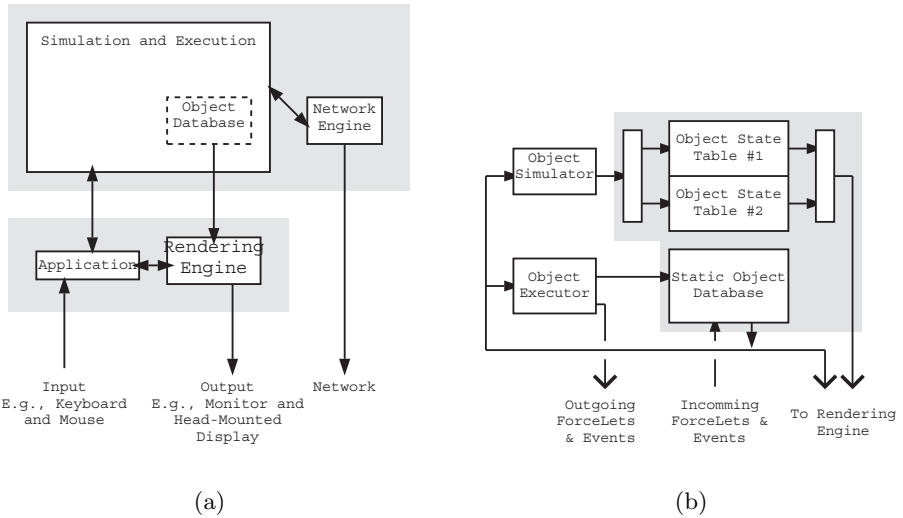 Simulation and Execution
Object
Database
Network
Engine
Application
Rendering
Engine
Input
E.g., Keyboard
and Mouse
Output
E.g., Monitor and
Head-Mounted
Display
Network
(a)
Object
Simulator
Object State
Table #1
Object State
Table #2
Object
Executor
Static Object
Database
Outgoing
ForceLets
& Events
Incomming
ForceLets &
Events
To Rendering
Engine
(b)